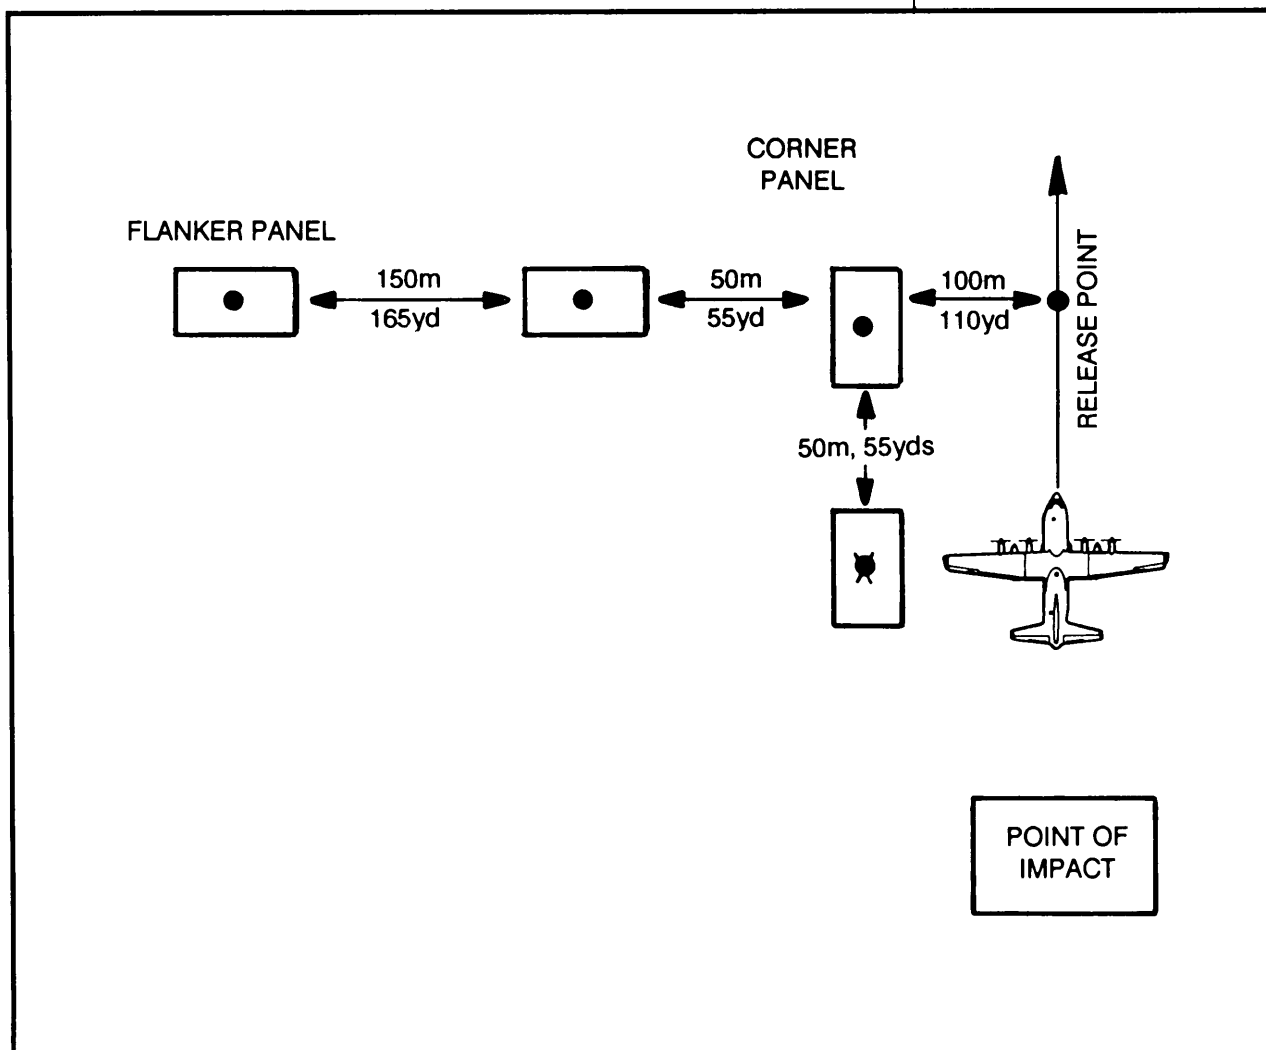 CORNER
PANEL
FLANKER PANEL
150m
165yd
50m
55yd
100m
110yd
RELEASE POINT
50m, 55yds
POINT OF
IMPACT